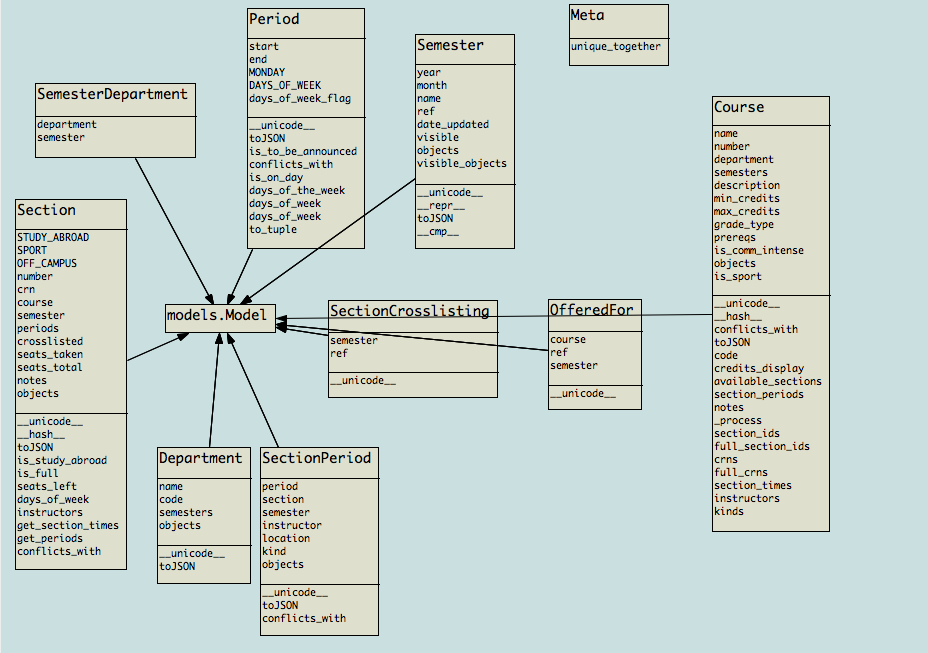 Period
start
end
MONDAY
DAYS_OF_WEEK
days_of_week_flag
__unicode__
toJSON
is_to_be_announced
conflicts_with
is_on_day
days_of_the_week
days_of_week
days_of_week
to_tuple
Meta
unique_together
Semester
year
month
name
ref
date_updated
visible
objects
visible_objects
__unicode__
__repr__
toJSON
__cmp__
SemesterDepartment
department
semester
Course
name
number
department
semesters
description
min_credits
max_credits
grade_type
prereqs
is_comm_intense
objects
is_sport
__unicode__
__hash__
conflicts_with
toJSON
code
credits_display
available_sections
section_periods
notes
_process
section_ids
full_section_ids
crns
full_crns
section_times
instructors
kinds
Section
STUDY_ABROAD
SPORT
OFF_CAMPUS
number
crn
course
semester
periods
crosslisted
seats_taken
seats_total
notes
objects
__unicode__
__hash__
toJSON
is_study_abroad
is_full
seats_left
days_of_week
instructors
get_section_times
get_periods
conflicts_with
models.Model
SectionCrosslisting
semester
ref
__unicode__
OfferedFor
course
ref
semester
__unicode__
Department
name
code
semesters
objects
__unicode__
toJSON
SectionPeriod
period
section
semester
instructor
location
kind
objects
__unicode__
toJSON
conflicts_with